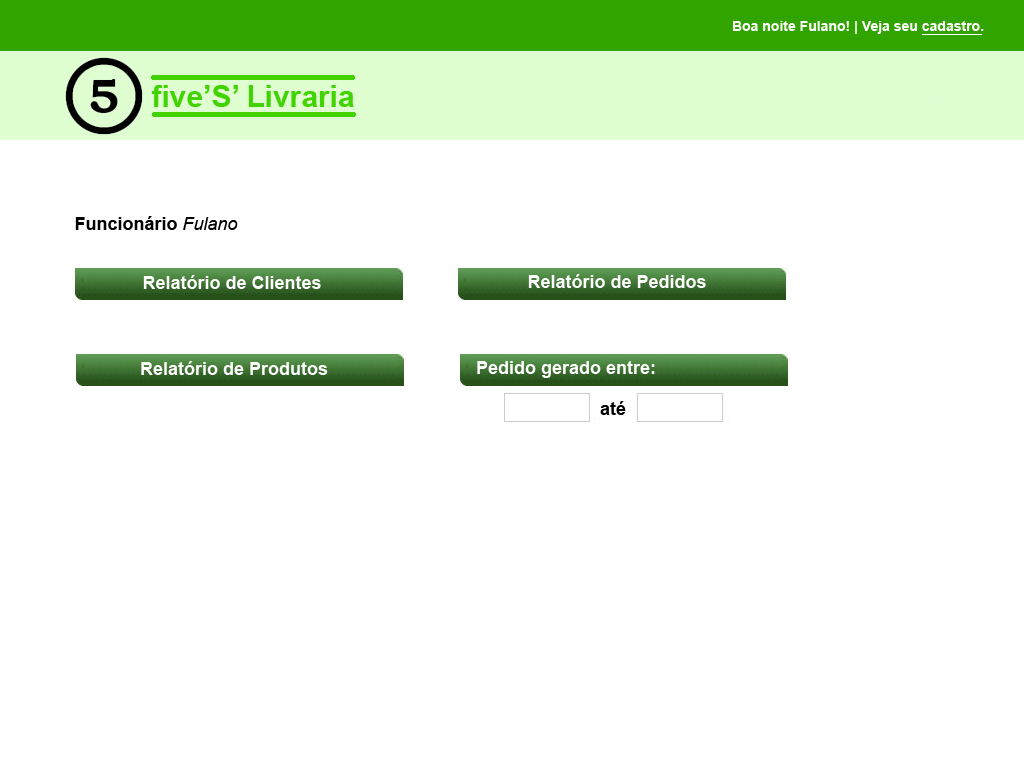 Boa noite Fulano! | Veja seu cadastro.
5
five’S’ Livraria
Funcionário Fulano
Relatório de Clientes
Relatório de Pedidos
Relatório de Produtos
Pedido gerado entre:
até